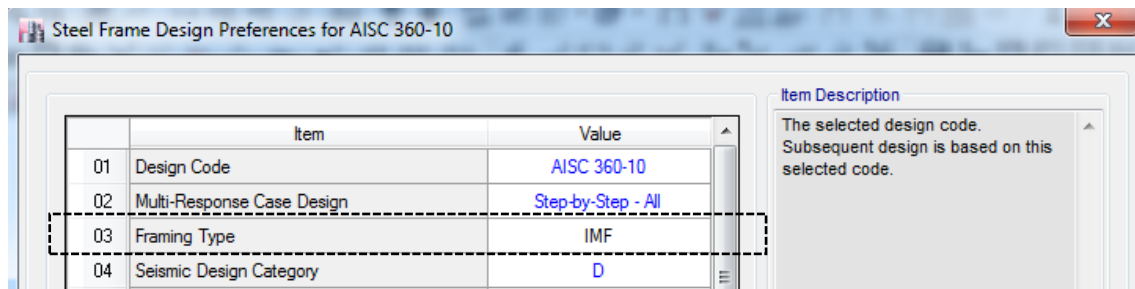 Steel Frame Design Preferences for AISC 360-10
Item Value
01 Design Code AISC 360-10
02 Multi-Response Case Design Step-by-Step - All
03 Framing Type IMF
04 Seismic Design Category D
Item Description
The selected design code.
Subsequent design is based on this
selected code.